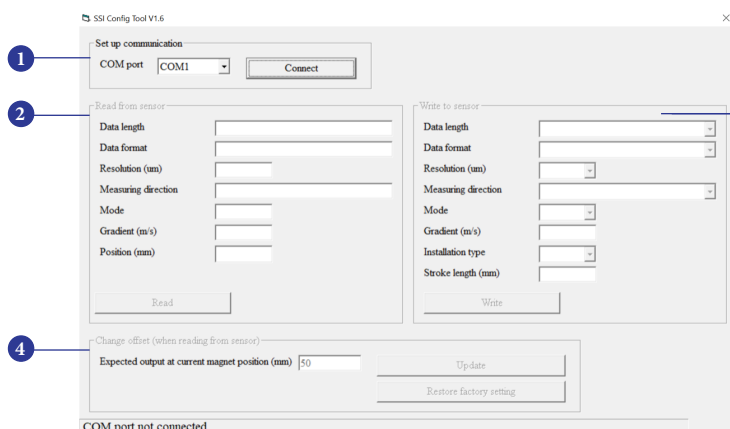 SSI Config Tool V1.6
Set up communication
1
COM port COM1 Connect
2
Read from sensor
Data length
Data format
Resolution (um)
Measuring direction
Mode
Gradient (m/s)
Position (mm)
Read
Write to sensor
Data length
Data format
Resolution (um)
Measuring direction
Mode
Gradient (m/s)
Installation type
Stroke length (mm)
Write
4
Change offset (when reading from sensor)
Expected output at current magnet position (mm) 50 Update
Restore factory setting
COM port not connected